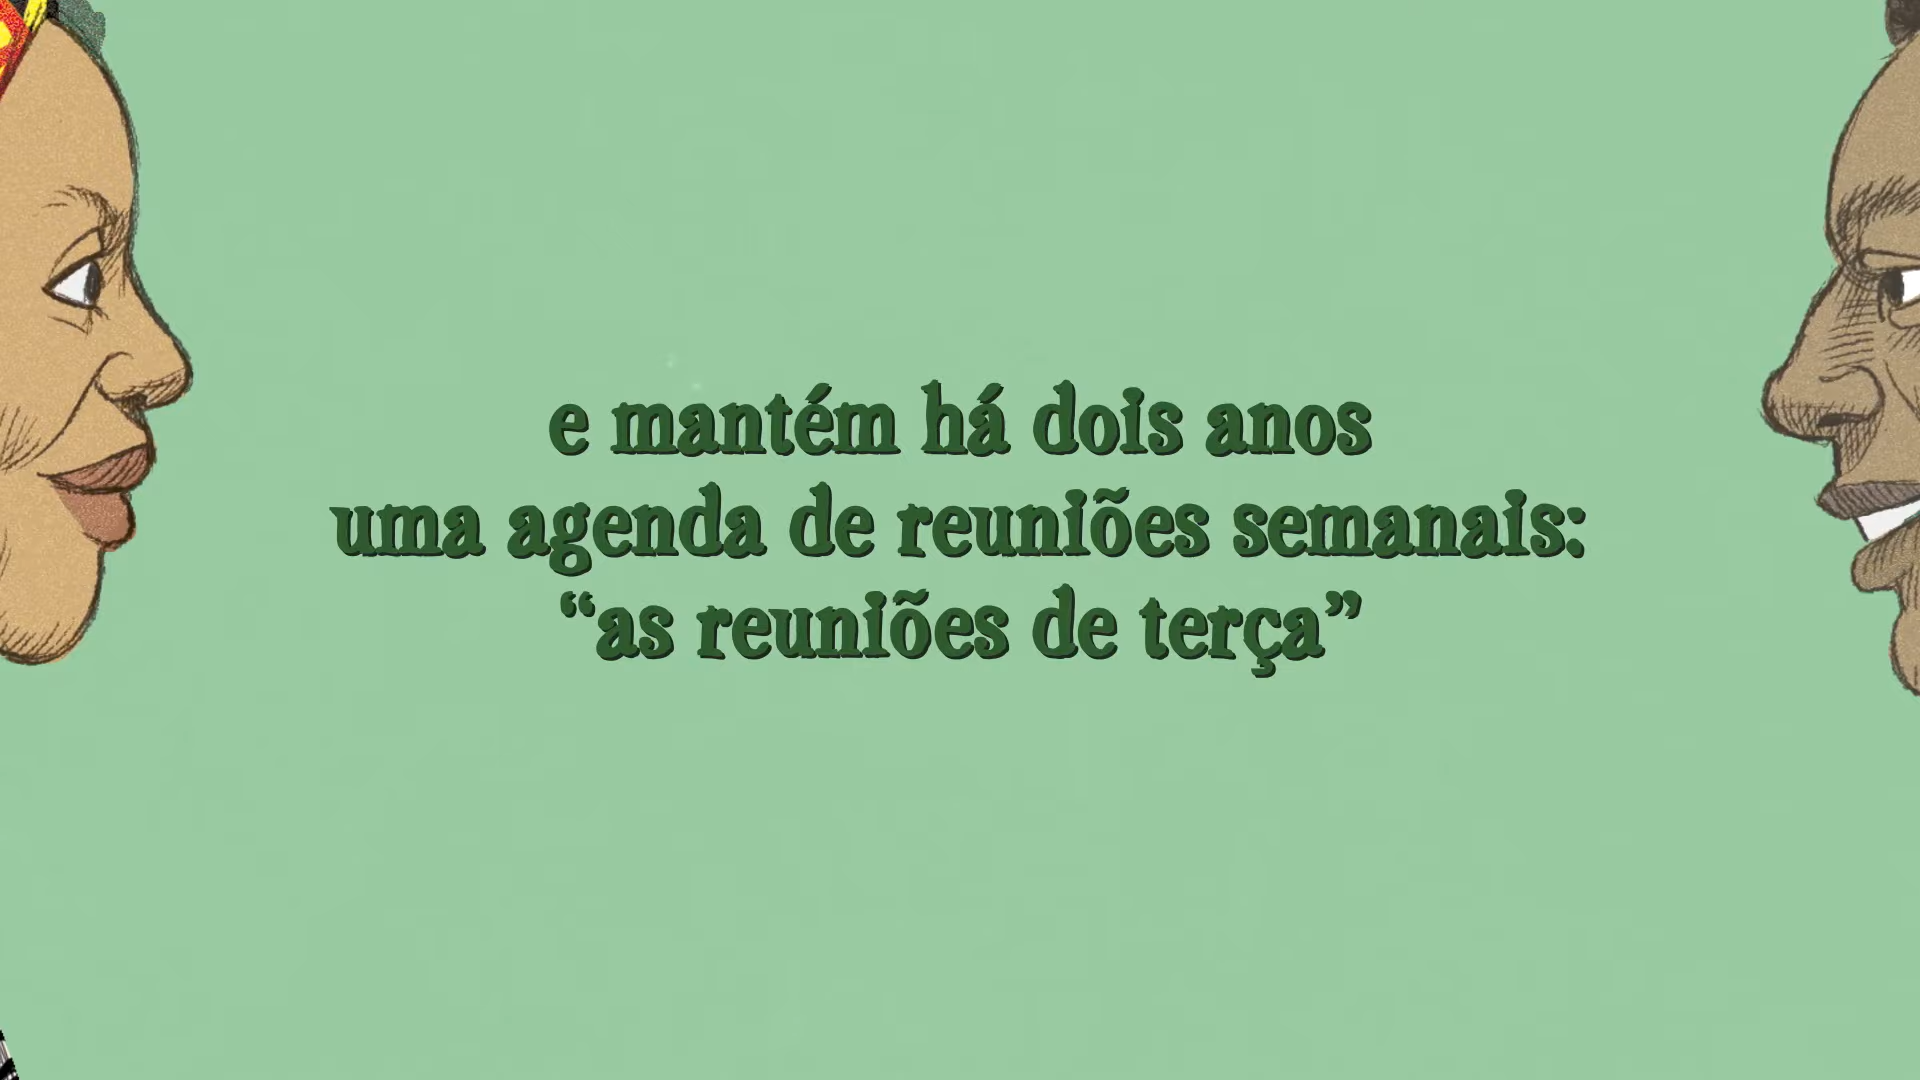 e mantém há dois anos
uma agenda de reuniões semanais:
“as reuniões de terça”